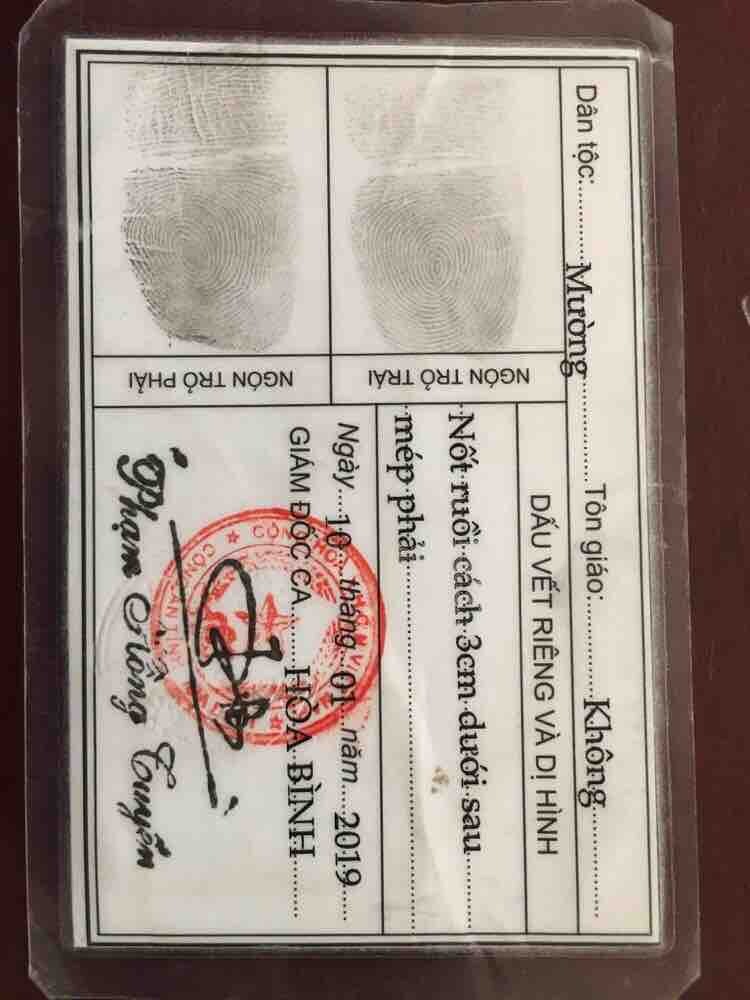 Dân tộc:........Mường................Tôn giáo:.........Không.............
NGÓN TRỎ TRÁI
NGÓN TRỎ PHẢI
DẤU VẾT RIÊNG VÀ DỊ HÌNH
Nốt ruồi cách 3cm dưới sau
mép phải
Ngày....10....tháng...01...năm....2019....
GIÁM ĐỐC CA......HÒA BÌNH......
Phạm Hồng Tuyến